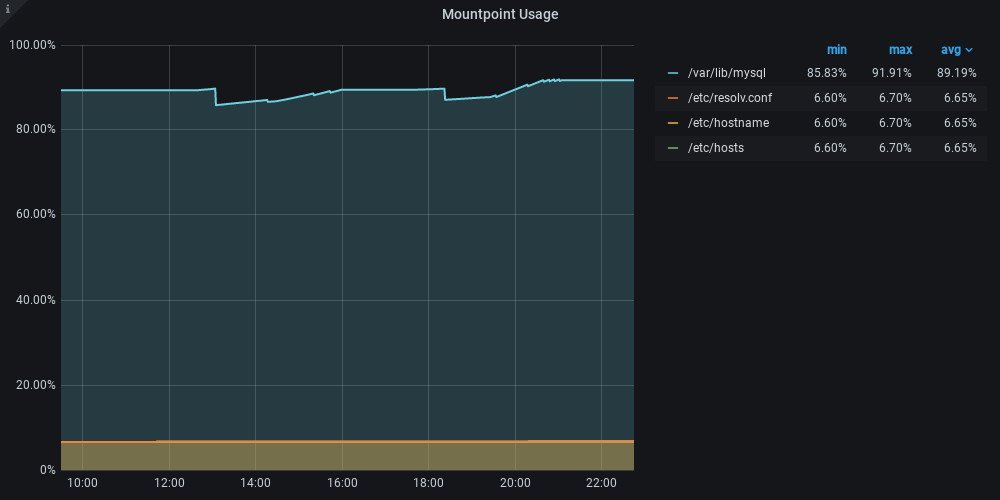 i
Mountpoint Usage
100.00%
80.00%
60.00%
40.00%
20.00%
0%
10:00 12:00 14:00 16:00 18:00 20:00 22:00
min max avg
/var/lib/mysql 85.83% 91.91% 89.19%
/etc/resolv.conf 6.60% 6.70% 6.65%
/etc/hostname 6.60% 6.70% 6.65%
/etc/hosts 6.60% 6.70% 6.65%